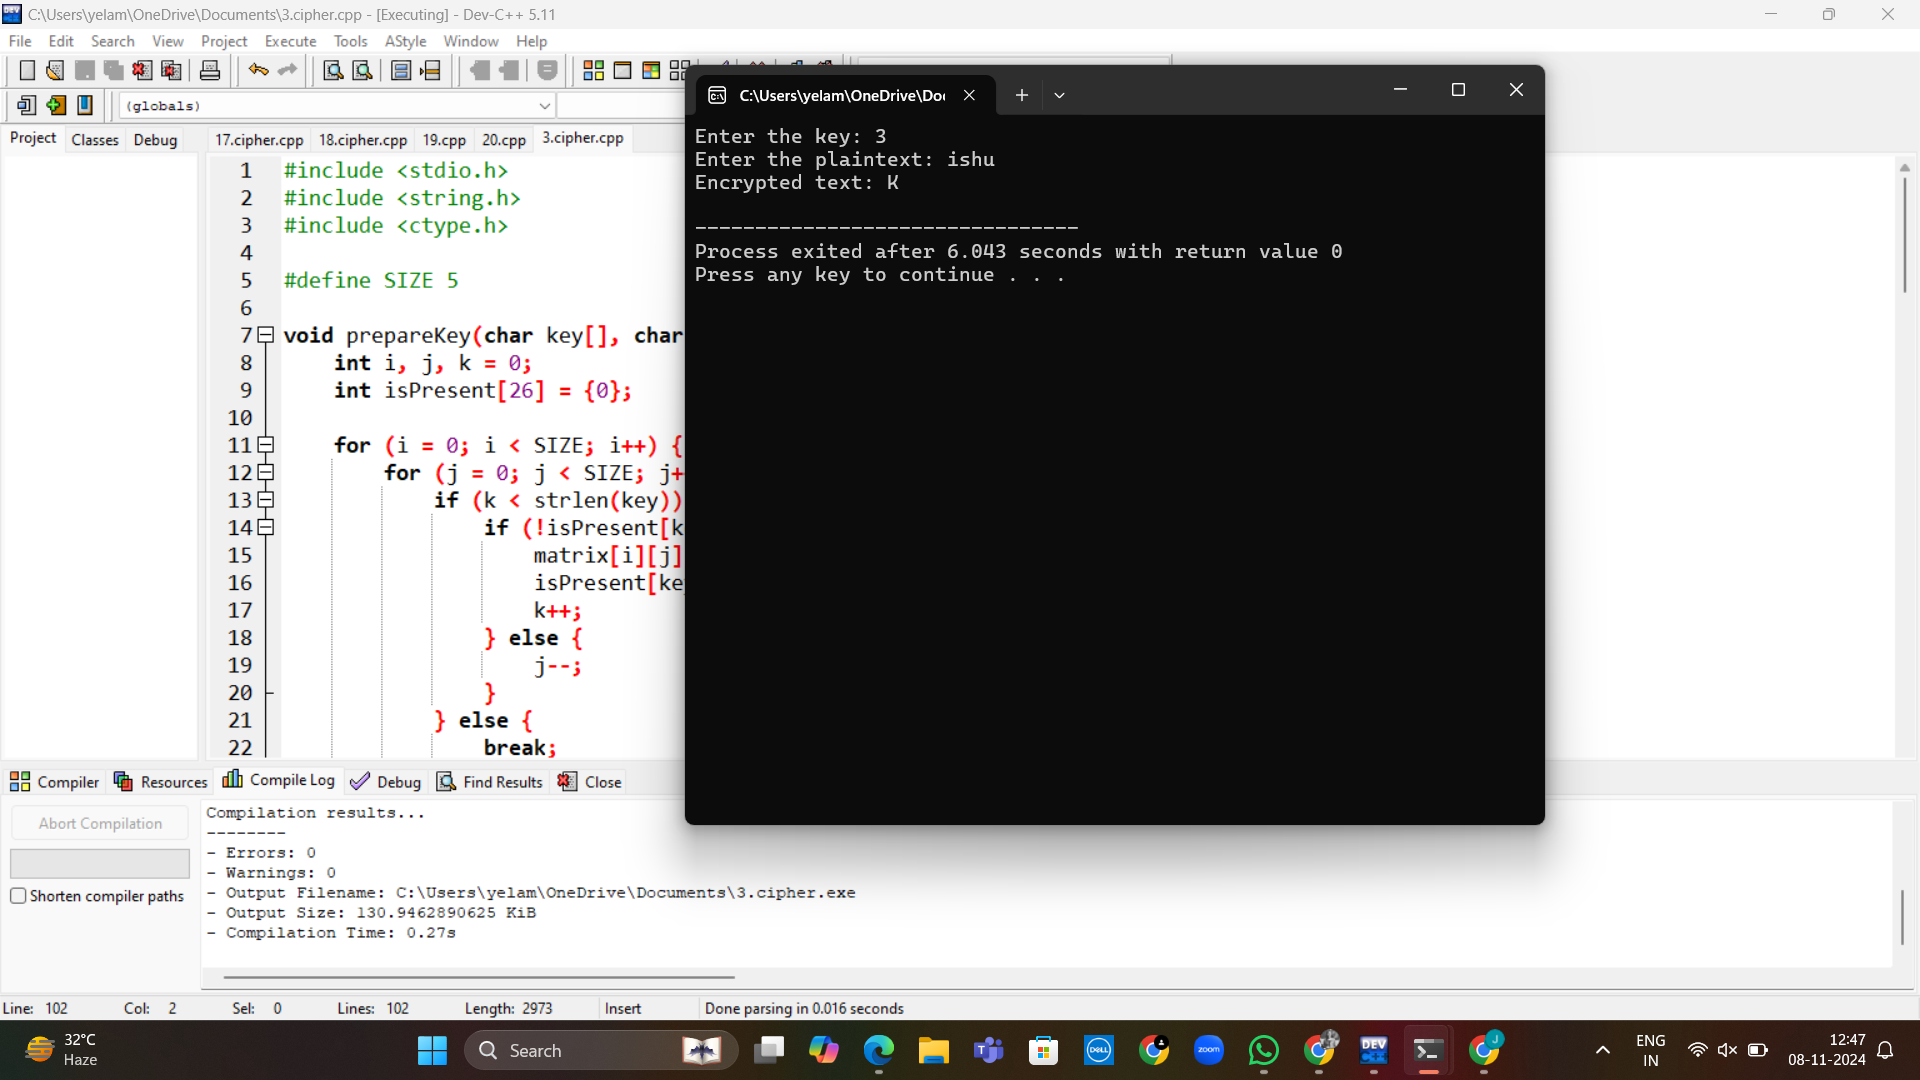 C:\Users\yelam\OneDrive\Documents\3.cipher.cpp - [Executing] - Dev-C++ 5.11
File Edit Search View Project Execute Tools AStyle Window Help
(globals)
Project Classes Debug
17.cipher.cpp 18.cipher.cpp 19.cpp 20.cpp 3.cipher.cpp
1 #include <stdio.h>
2 #include <string.h>
3 #include <ctype.h>
4
5 #define SIZE 5
6
7 void prepareKey(char key[], char
8 int i, j, k = 0;
9 int isPresent[26] = {0};
10
11 for (i = 0; i < SIZE; i++) {
12 for (j = 0; j < SIZE; j+
13 if (k < strlen(key))
14 if (!isPresent[k
15 matrix[i][j]
16 isPresent[ke
17 k++;
18 } else {
19 j--;
20 }
21 } else {
22 break;
C:\Users\yelam\OneDrive\Do
Enter the key: 3
Enter the plaintext: ishu
Encrypted text: K
--------------------------------
Process exited after 6.043 seconds with return value 0
Press any key to continue . . .
Compiler Resources Compile Log Debug Find Results Close
Abort Compilation
Shorten compiler paths
Compilation results...
--------
- Errors: 0
- Warnings: 0
- Output Filename: C:\Users\yelam\OneDrive\Documents\3.cipher.exe
- Output Size: 130.9462890625 KiB
- Compilation Time: 0.27s
Line: 102 Col: 2 Sel: 0 Lines: 102 Length: 2973 Insert Done parsing in 0.016 seconds
32°C
Haze
Search
DELL
zoom
DEV
C++
J
ENG
IN
12:47
08-11-2024